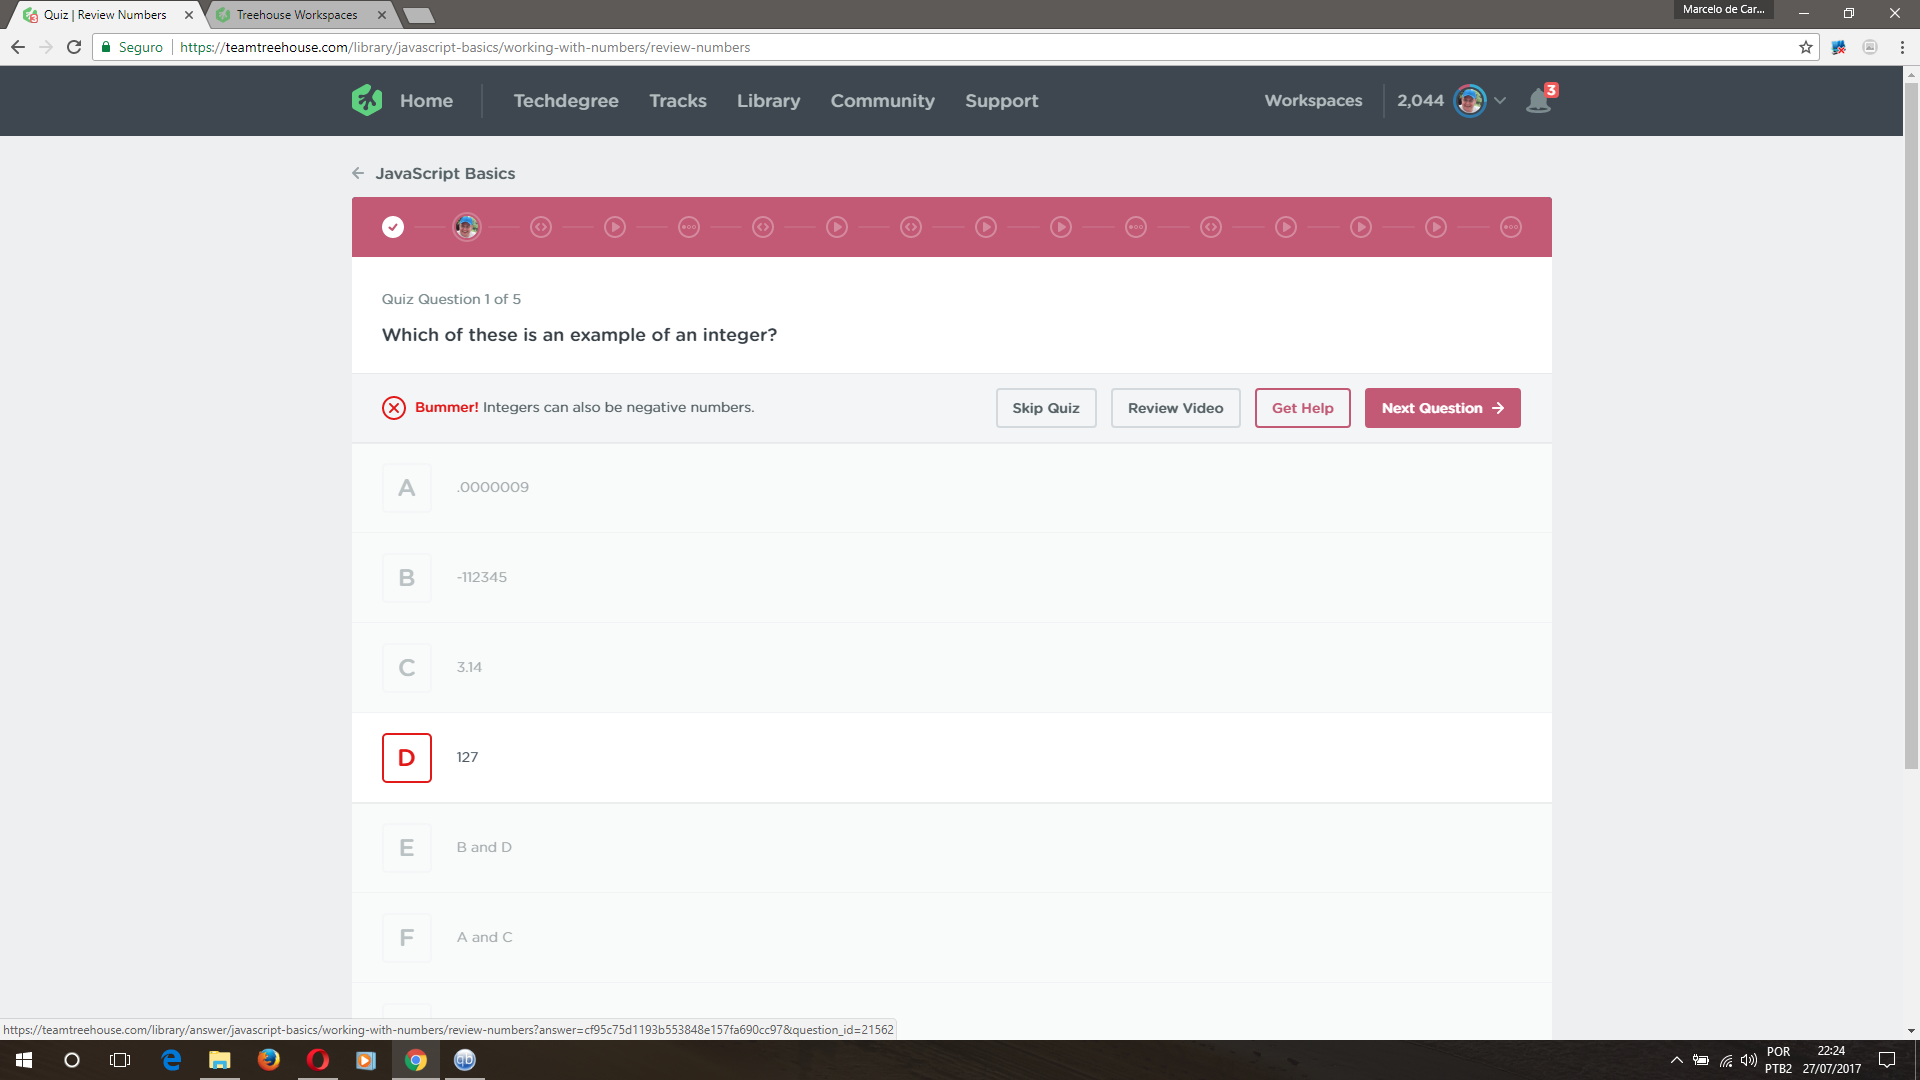 Quiz | Review Numbers
Treehouse Workspaces
Marcelo de Car...
Seguro
https://teamtreehouse.com/library/javascript-basics/working-with-numbers/review-numbers
Home
Techdegree
Tracks
Library
Community
Support
Workspaces
2,044
3
JavaScript Basics
Quiz Question 1 of 5
Which of these is an example of an integer?
Bummer! Integers can also be negative numbers.
Skip Quiz
Review Video
Get Help
Next Question
A .0000009
B -112345
C 3.14
D 127
E B and D
F A and C
https://teamtreehouse.com/library/answer/javascript-basics/working-with-numbers/review-numbers?answer=cf95c75d1193b553848e157fa690cc97&question_id=21562
qb
POR
PTB2
22:24
27/07/2017